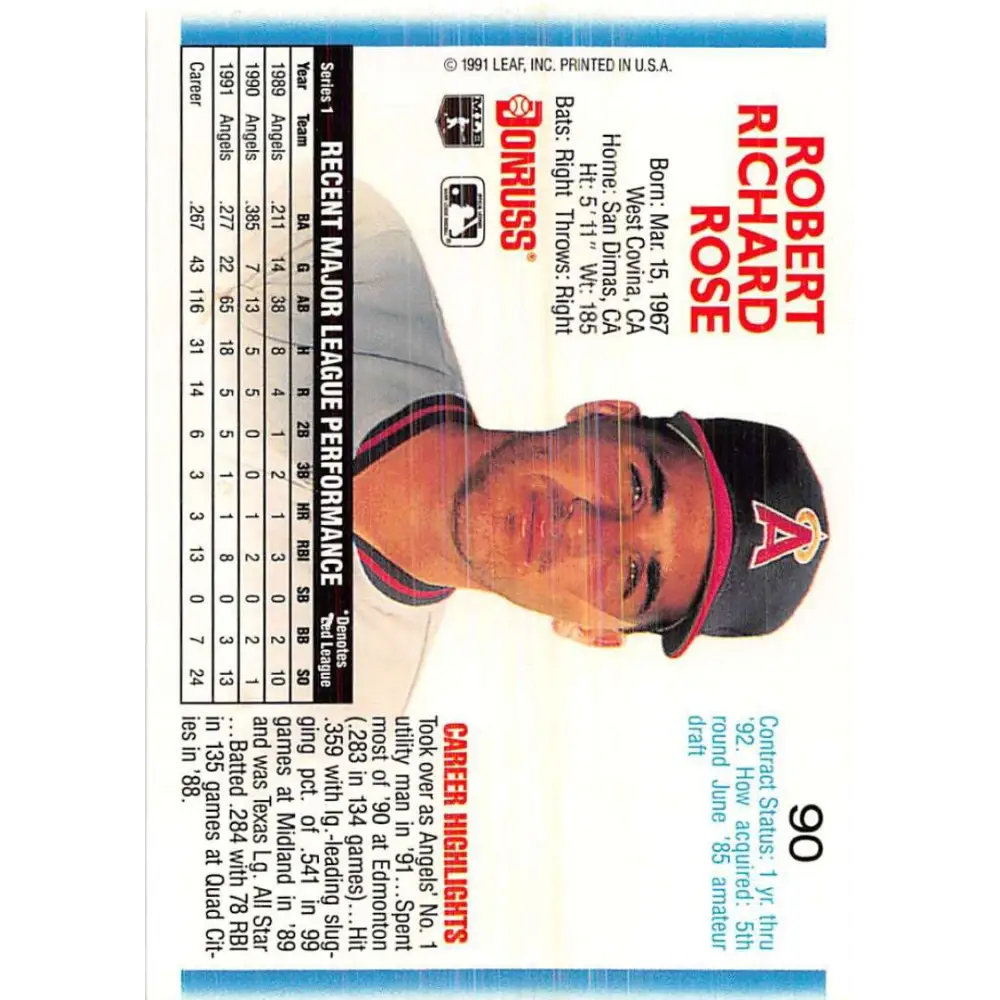 90
ROBERT
RICHARD
ROSE
Born: Mar. 15, 1967
West Covina, CA
Home: San Dimas, CA
Ht: 5'11" Wt: 185
Bats: Right Throws: Right
DONRUSS®
MLB
© 1991 LEAF, INC. PRINTED IN U.S.A.
A
Contract Status: 1 yr. thru
'92. How acquired: 5th
round June '85 amateur
draft
Series 1 RECENT MAJOR LEAGUE PERFORMANCE *Denotes
Led League
Year Team BA G AB H R 2B 3B HR RBI SB BB SO
1989 Angels .211 14 38 8 4 1 2 1 3 0 2 10
1990 Angels .385 7 13 5 5 0 0 1 2 0 2 1
1991 Angels .277 22 65 18 5 5 1 1 8 0 3 13
Career .267 43 116 31 14 6 3 3 13 0 7 24
CAREER HIGHLIGHTS
Took over as Angels' No. 1
utility man in '91...Spent
most of '90 at Edmonton
(.283 in 134 games)...Hit
.359 with lg.-leading slug-
ging pct. of .541 in 99
games at Midland in '89
and was Texas Lg. All Star
...Batted .284 with 78 RBI
in 135 games at Quad Cit-
ies in '88.